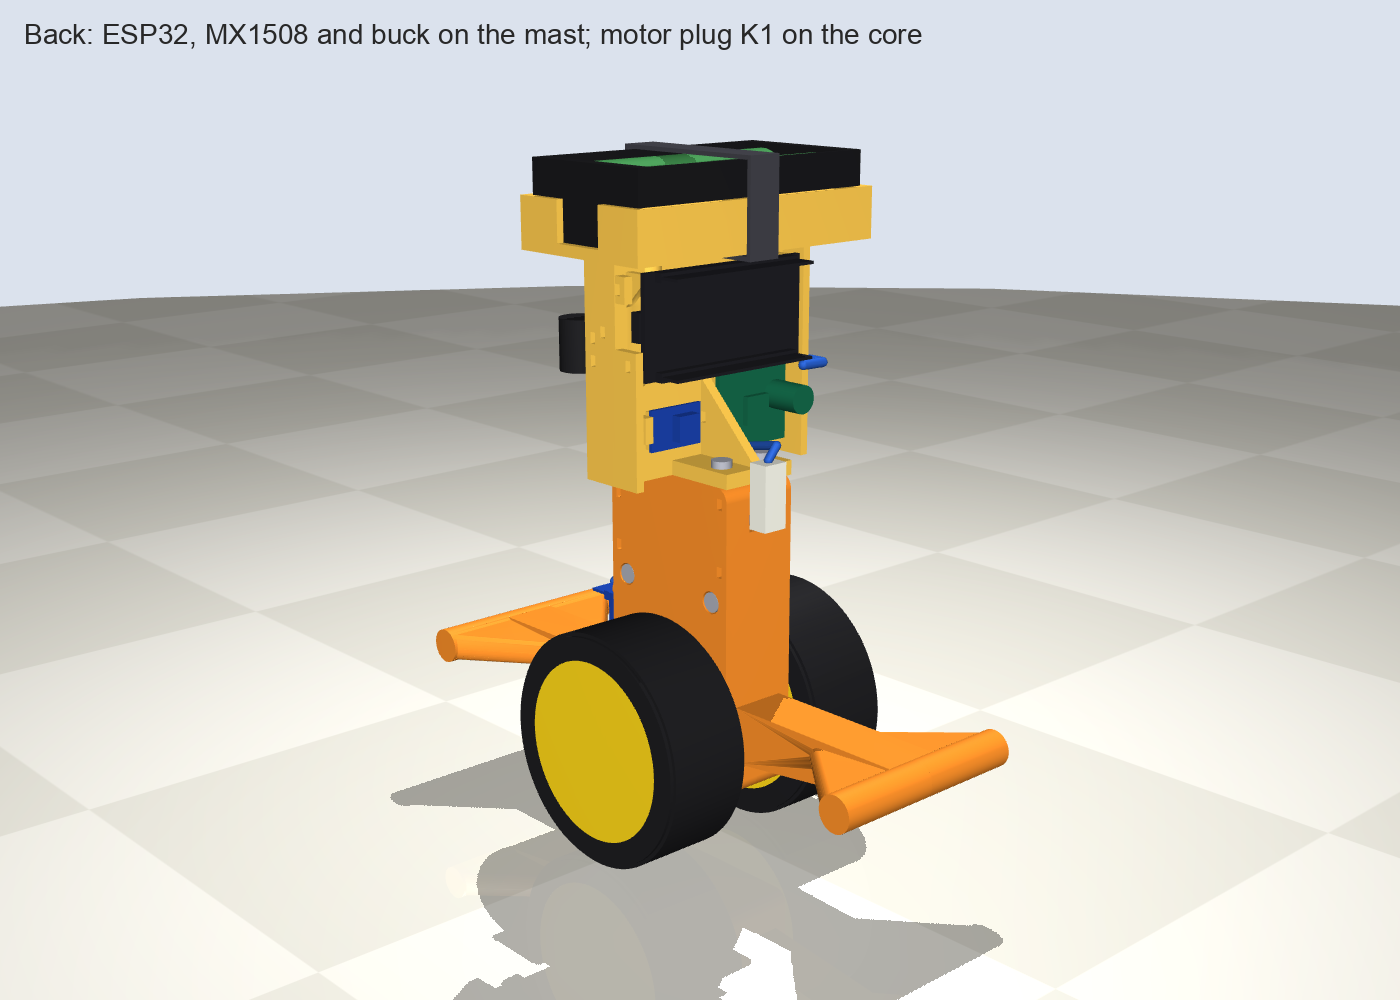 Back: ESP32, MX1508 and buck on the mast; motor plug K1 on the core